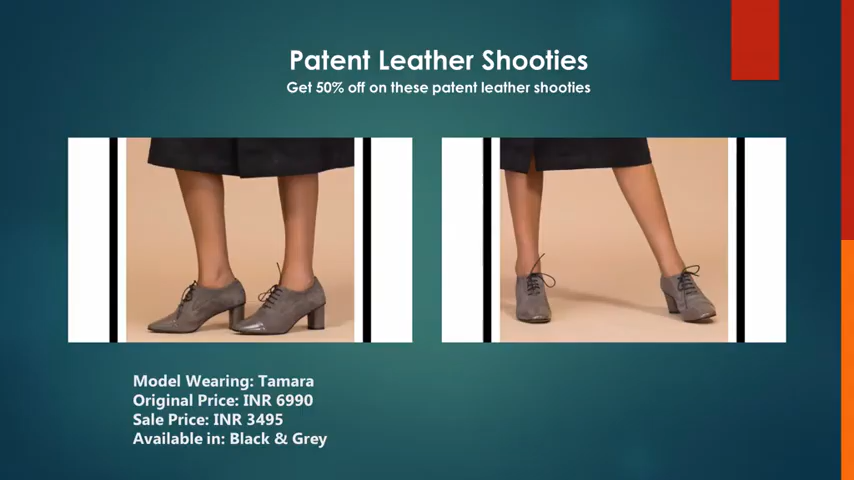 Patent Leather Shooties
Get 50% off on these patent leather shooties
Model Wearing: Tamara
Original Price: INR 6990
Sale Price: INR 3495
Available in: Black & Grey